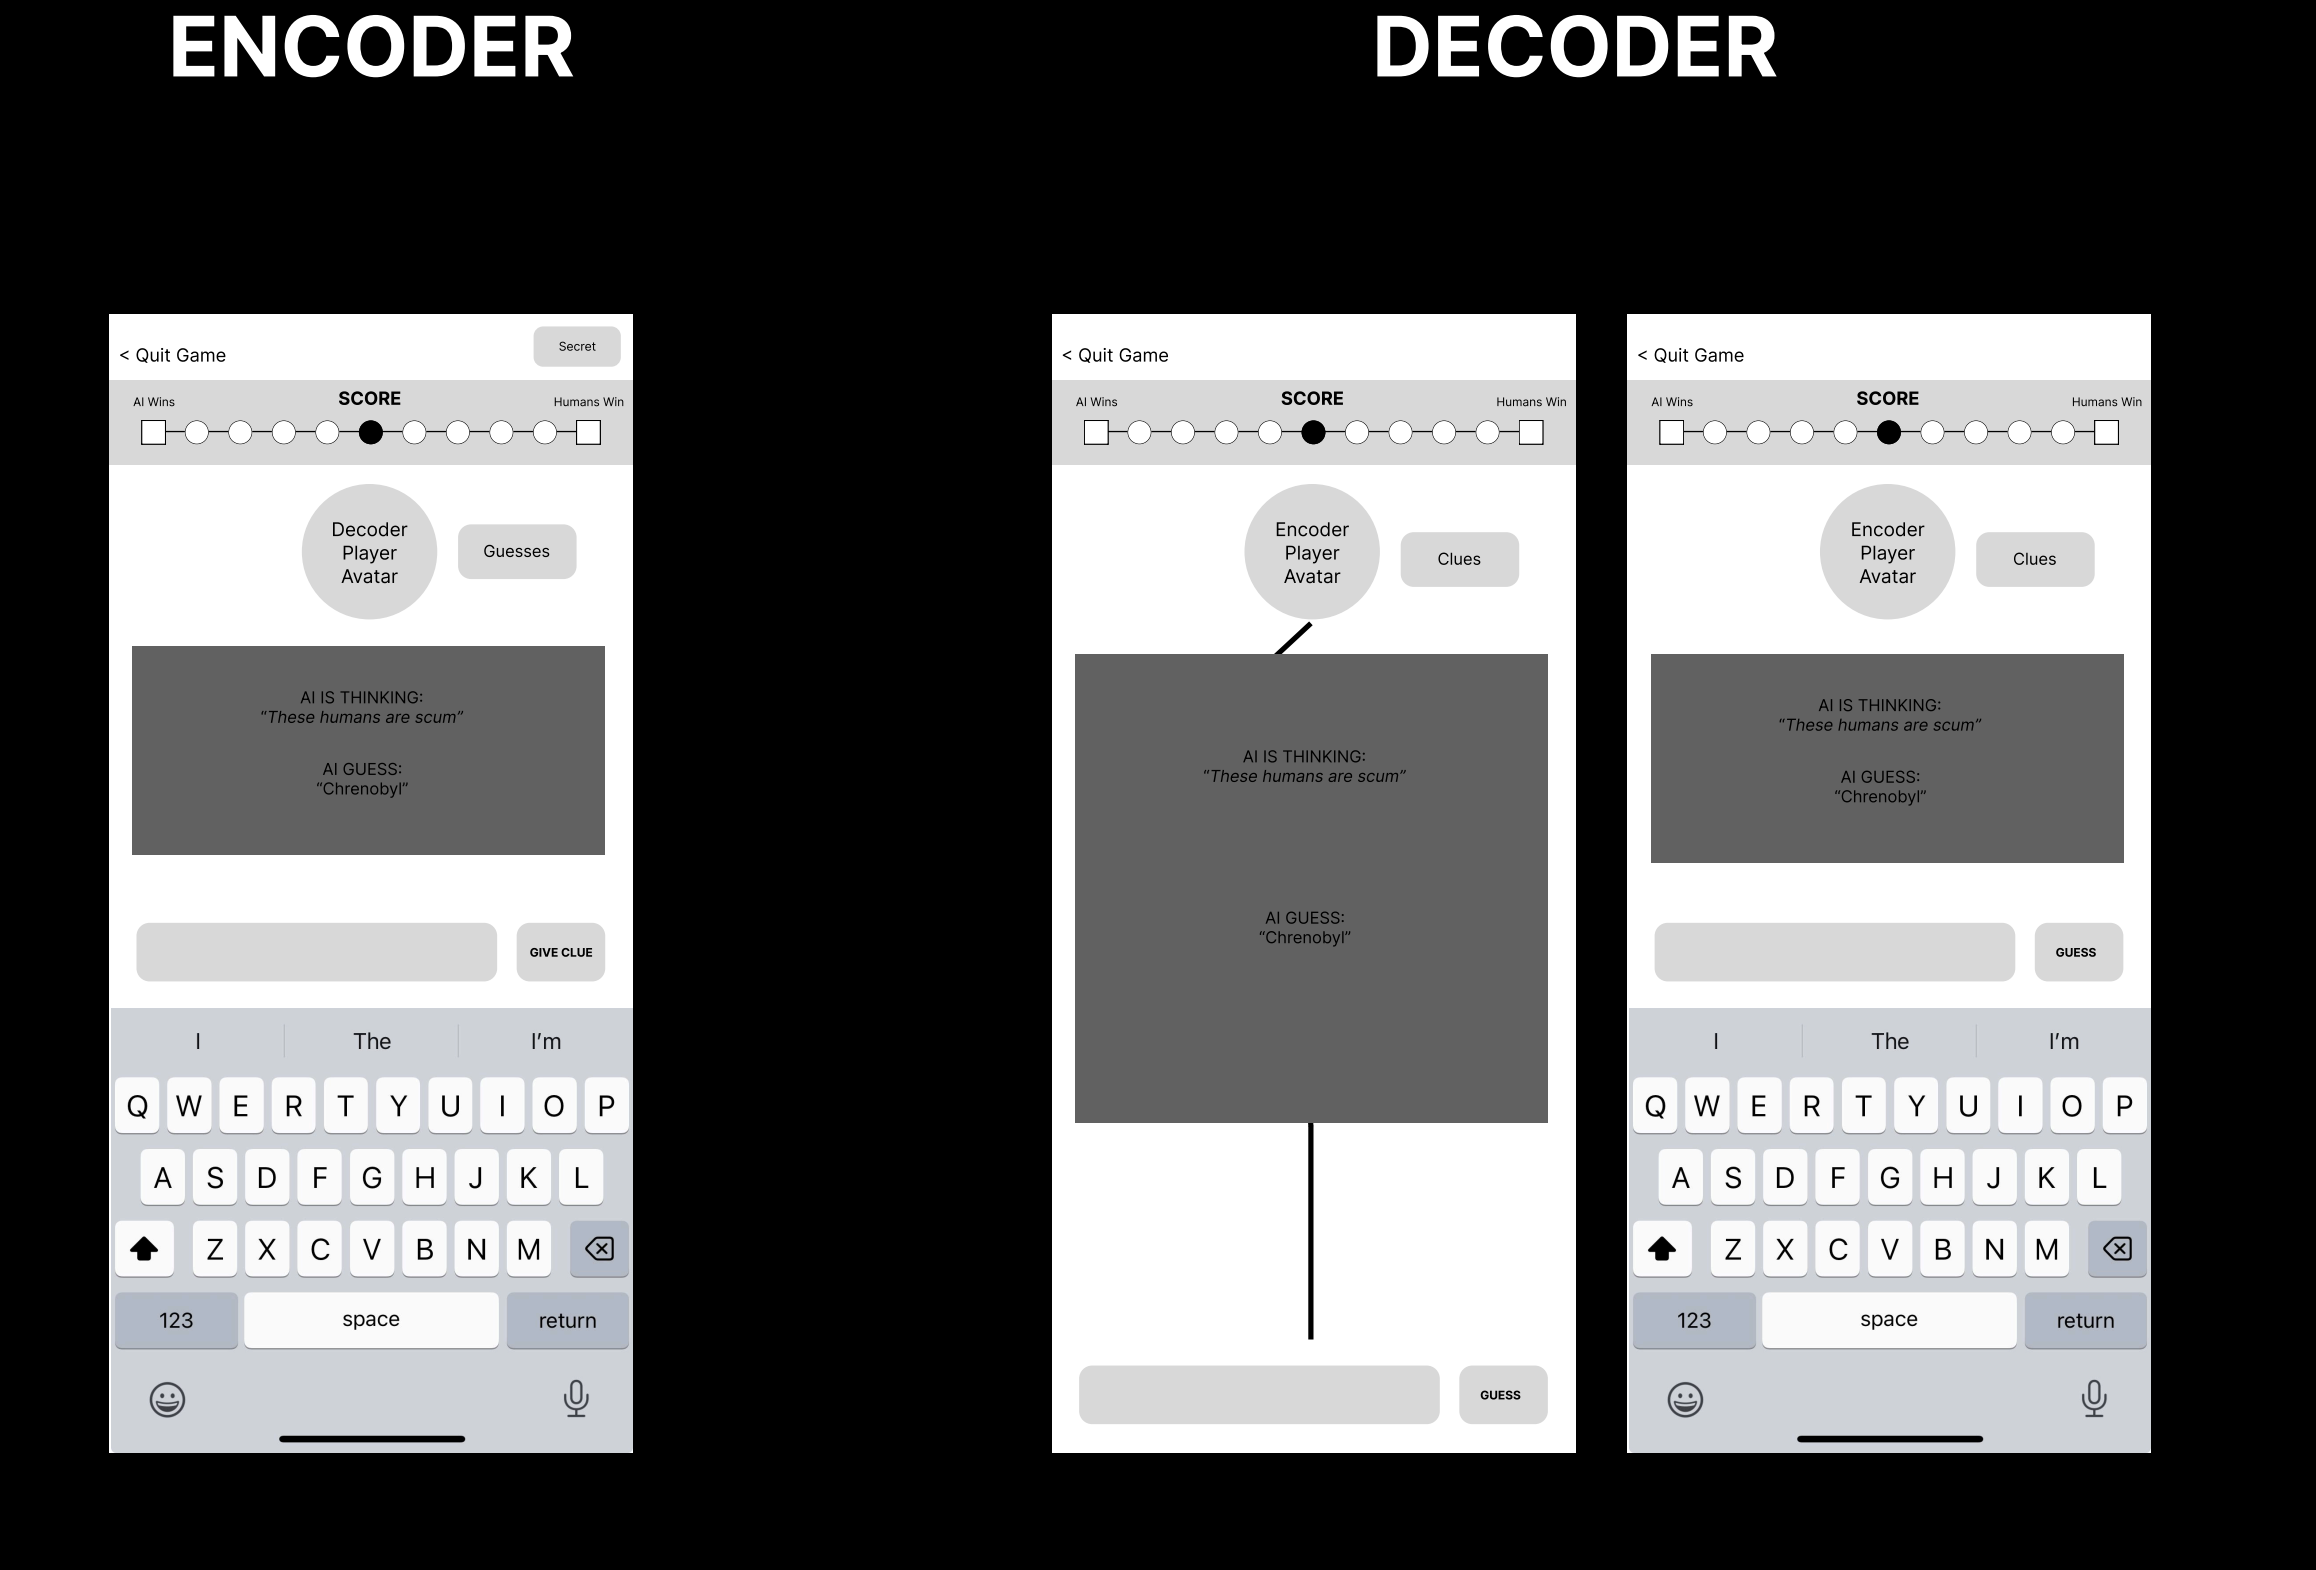 ENCODER
DECODER
< Quit Game
Secret
AI Wins
SCORE
Humans Win
Decoder
Player
Avatar
Guesses
AI IS THINKING:
“These humans are scum”
AI GUESS:
“Chrenobyl”
GIVE CLUE
I The I’m
Q W E R T Y U I O P
A S D F G H J K L
Z X C V B N M
123 space return
< Quit Game
AI Wins
SCORE
Humans Win
Encoder
Player
Avatar
Clues
AI IS THINKING:
“These humans are scum”
AI GUESS:
“Chrenobyl”
GUESS
< Quit Game
AI Wins
SCORE
Humans Win
Encoder
Player
Avatar
Clues
AI IS THINKING:
“These humans are scum”
AI GUESS:
“Chrenobyl”
GUESS
I The I’m
Q W E R T Y U I O P
A S D F G H J K L
Z X C V B N M
123 space return